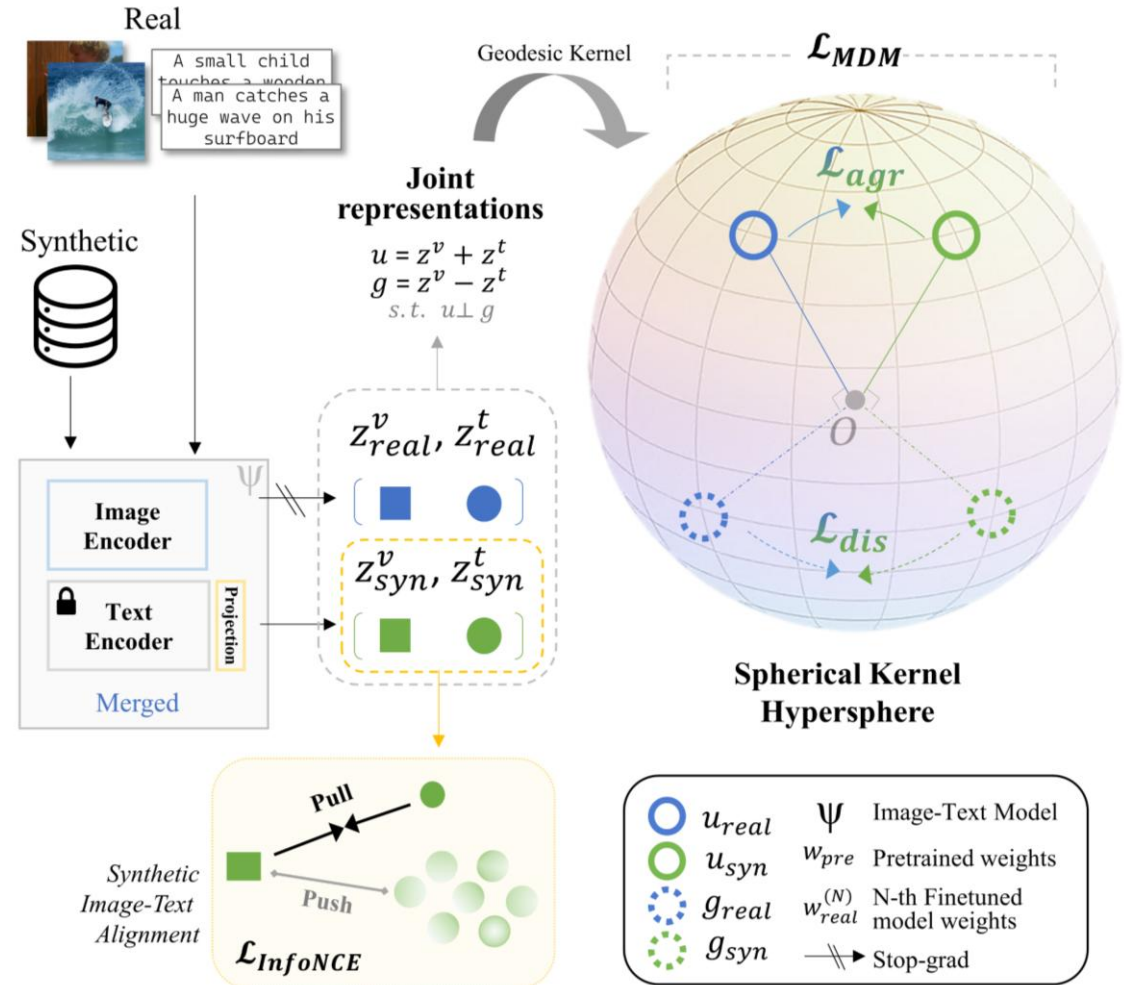 Real
A small child
touches a wooden
A man catches a
huge wave on his
surfboard
Synthetic
Geodesic Kernel
Joint
representations
u = z^v + z^t
g = z^v − z^t
s.t. u⊥ g
ℒ_MDM
ℒ_agr
O
ℒ_dis
Spherical Kernel
Hypersphere
ψ
Image
Encoder
Text
Encoder
Projection
Merged
z^v_real, z^t_real
z^v_syn, z^t_syn
Pull
Push
Synthetic
Image-Text
Alignment
ℒ_InfoNCE
u_real
u_syn
g_real
g_syn
ψ Image-Text Model
w_pre Pretrained weights
w^(N)_real N-th Finetuned
model weights
Stop-grad